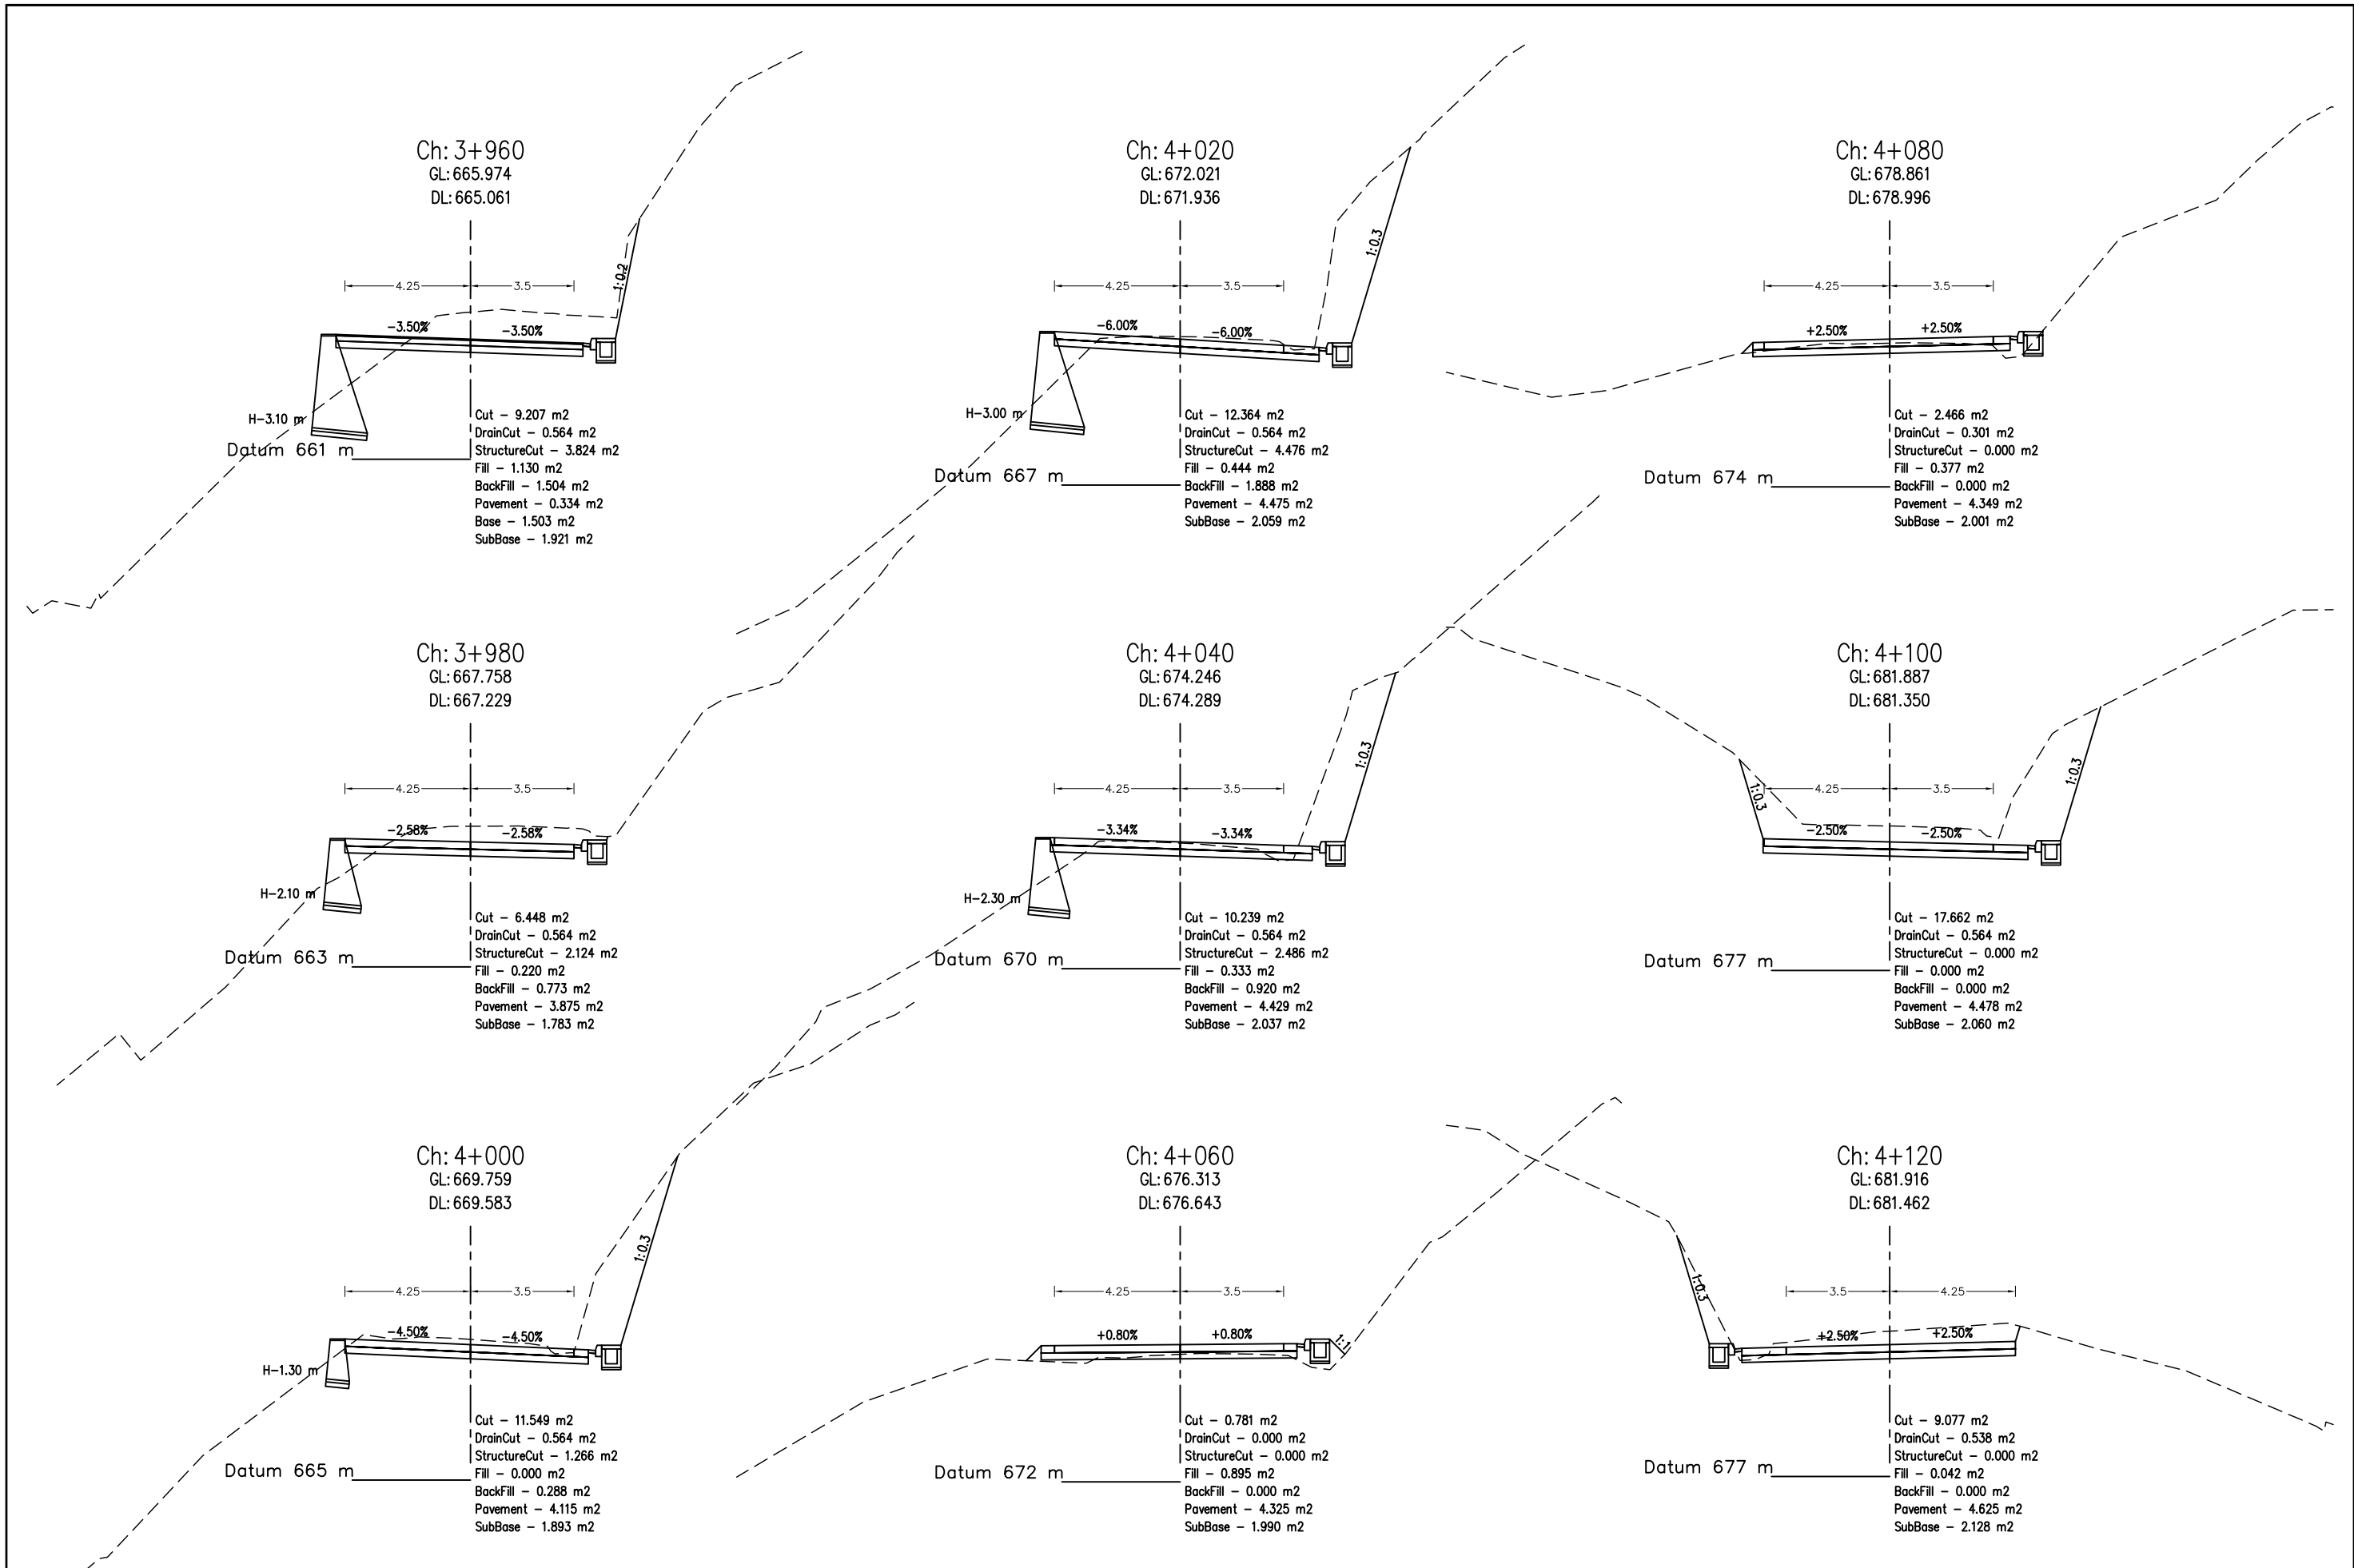 Ch: 3+960
GL: 665.974
DL: 665.061
4.25
3.5
1:0.2
-3.50%
-3.50%
H-3.10 m
Datum 661 m
Cut - 9.207 m2
DrainCut - 0.564 m2
StructureCut - 3.824 m2
Fill - 1.130 m2
BackFill - 1.504 m2
Pavement - 0.334 m2
Base - 1.503 m2
SubBase - 1.921 m2
Ch: 3+980
GL: 667.758
DL: 667.229
4.25
3.5
-2.58%
-2.58%
H-2.10 m
Datum 663 m
Cut - 6.448 m2
DrainCut - 0.564 m2
StructureCut - 2.124 m2
Fill - 0.220 m2
BackFill - 0.773 m2
Pavement - 3.875 m2
SubBase - 1.783 m2
Ch: 4+000
GL: 669.759
DL: 669.583
1:0.3
4.25
3.5
-4.50%
-4.50%
H-1.30 m
Datum 665 m
Cut - 11.549 m2
DrainCut - 0.564 m2
StructureCut - 1.266 m2
Fill - 0.000 m2
BackFill - 0.288 m2
Pavement - 4.115 m2
SubBase - 1.893 m2
Ch: 4+020
GL: 672.021
DL: 671.936
1:0.3
4.25
3.5
-6.00%
-6.00%
H-3.00 m
Datum 667 m
Cut - 12.364 m2
DrainCut - 0.564 m2
StructureCut - 4.476 m2
Fill - 0.444 m2
BackFill - 1.888 m2
Pavement - 4.475 m2
SubBase - 2.059 m2
Ch: 4+040
GL: 674.246
DL: 674.289
1:0.3
4.25
3.5
-3.34%
-3.34%
H-2.30 m
Datum 670 m
Cut - 10.239 m2
DrainCut - 0.564 m2
StructureCut - 2.486 m2
Fill - 0.333 m2
BackFill - 0.920 m2
Pavement - 4.429 m2
SubBase - 2.037 m2
Ch: 4+060
GL: 676.313
DL: 676.643
4.25
3.5
+0.80%
+0.80%
1:1
Datum 672 m
Cut - 0.781 m2
DrainCut - 0.000 m2
StructureCut - 0.000 m2
Fill - 0.895 m2
BackFill - 0.000 m2
Pavement - 4.325 m2
SubBase - 1.990 m2
Ch: 4+080
GL: 678.861
DL: 678.996
4.25
3.5
+2.50%
+2.50%
Datum 674 m
Cut - 2.466 m2
DrainCut - 0.301 m2
StructureCut - 0.000 m2
Fill - 0.377 m2
BackFill - 0.000 m2
Pavement - 4.349 m2
SubBase - 2.001 m2
Ch: 4+100
GL: 681.887
DL: 681.350
1:0.3
4.25
3.5
1:0.3
-2.50%
-2.50%
Datum 677 m
Cut - 17.662 m2
DrainCut - 0.564 m2
StructureCut - 0.000 m2
Fill - 0.000 m2
BackFill - 0.000 m2
Pavement - 4.478 m2
SubBase - 2.060 m2
Ch: 4+120
GL: 681.916
DL: 681.462
1:0.3
3.5
4.25
+2.50%
+2.50%
Datum 677 m
Cut - 9.077 m2
DrainCut - 0.538 m2
StructureCut - 0.000 m2
Fill - 0.042 m2
BackFill - 0.000 m2
Pavement - 4.625 m2
SubBase - 2.128 m2